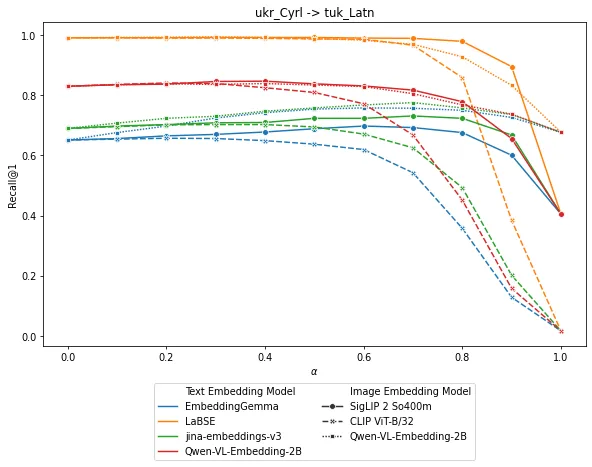 ukr_Cyrl -> tuk_Latn
Recall@1
1.0
0.8
0.6
0.4
0.2
0.0
0.0 0.2 0.4 0.6 0.8 1.0
α
Text Embedding Model
EmbeddingGemma
LaBSE
jina-embeddings-v3
Qwen-VL-Embedding-2B
Image Embedding Model
SigLIP 2 So400m
CLIP ViT-B/32
Qwen-VL-Embedding-2B